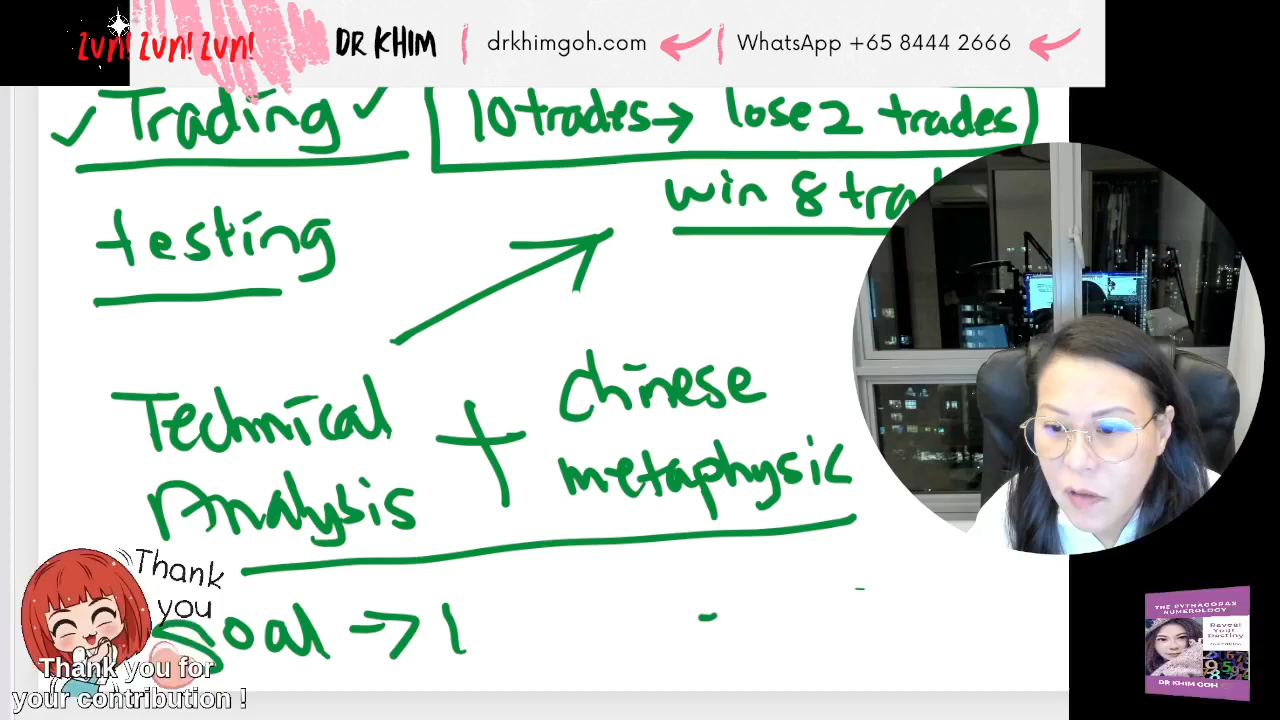 Zun! Zun! Zun!
DR KHIM
drkhimgoh.com
WhatsApp +65 8444 2666
Trading
10 trades → lose 2 trades
win 8 tra
testing
Technical
Analysis
+
Chinese
metaphysic
Goal → 1
Thank
you
Thank you for
your contribution !
THE PYTHAGORAS
NUMEROLOGY
Reveal
Your
Destiny
DR KHIM GOH